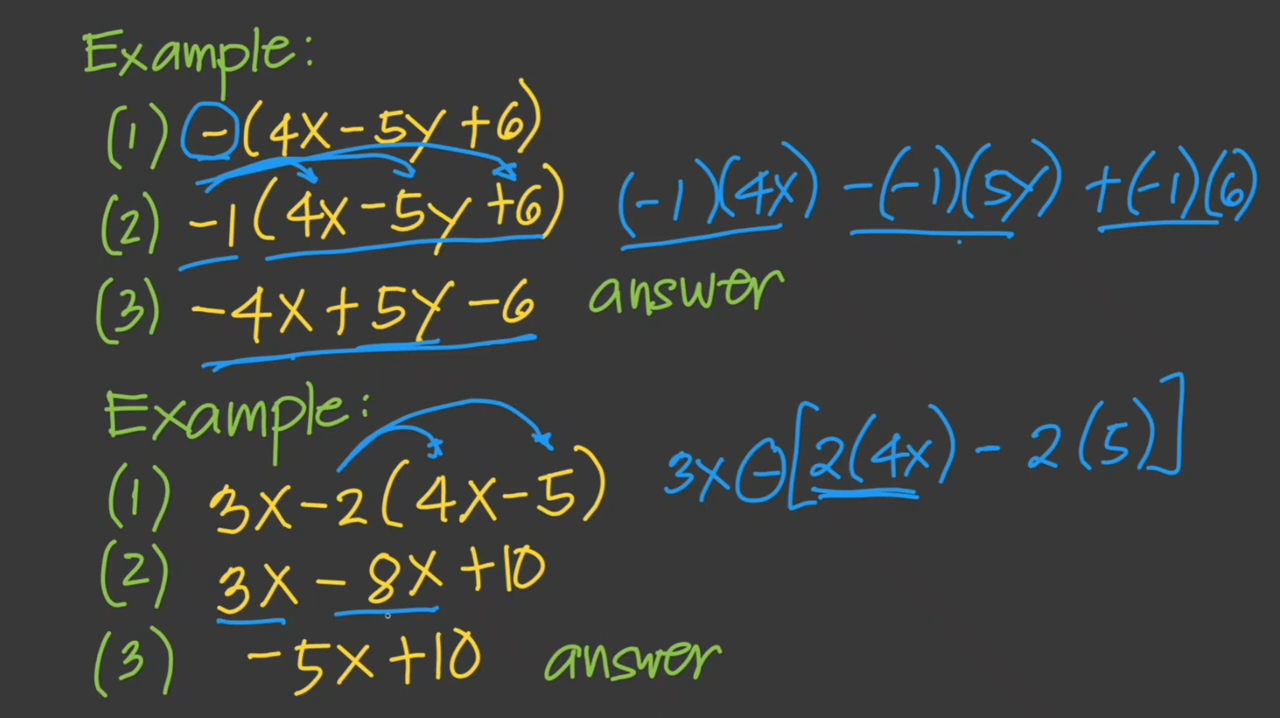 Example:
(1) -(4x-5y+6)
(2) -1(4x-5y+6) (-1)(4x) -(-1)(5y) +(-1)(6)
(3) -4x+5y-6 answer
Example:
(1) 3x-2(4x-5) 3x-[2(4x)-2(5)]
(2) 3x-8x+10
(3) -5x+10 answer